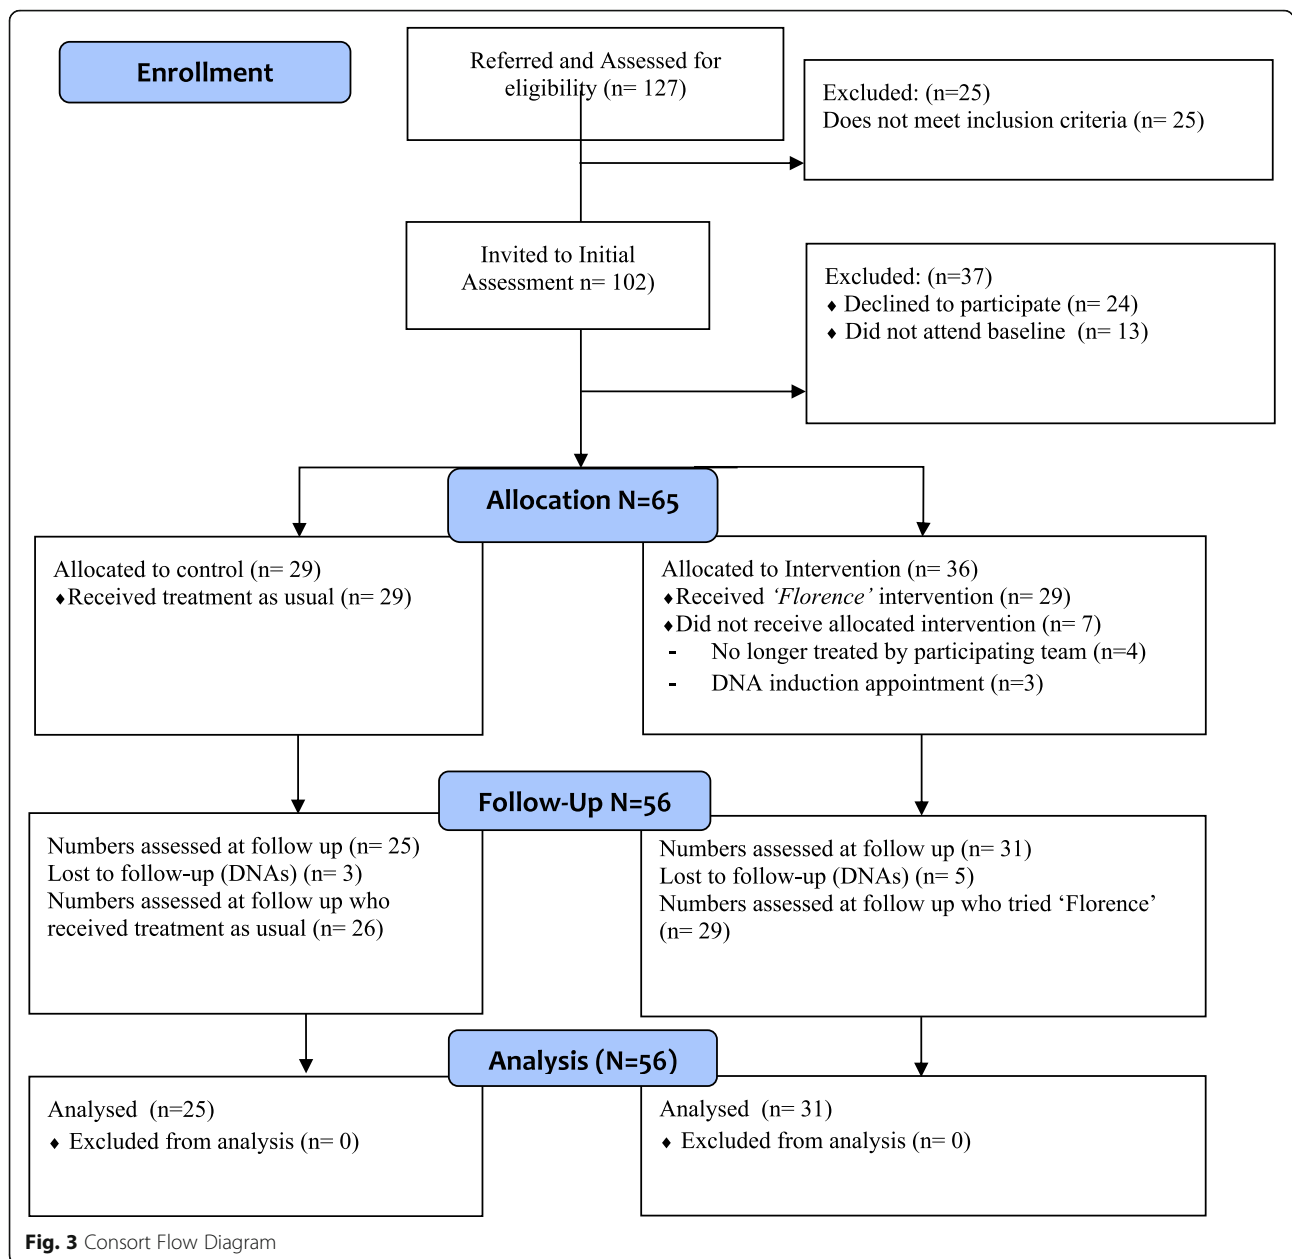 Enrollment
Referred and Assessed for
eligibility (n= 127)
Excluded: (n=25)
Does not meet inclusion criteria (n= 25)
Invited to Initial
Assessment n= 102)
Excluded: (n=37)
♦ Declined to participate (n= 24)
♦ Did not attend baseline (n= 13)
Allocation N=65
Allocated to control (n= 29)
♦Received treatment as usual (n= 29)
Allocated to Intervention (n= 36)
♦Received ‘Florence’ intervention (n= 29)
♦Did not receive allocated intervention (n= 7)
- No longer treated by participating team (n=4)
- DNA induction appointment (n=3)
Follow-Up N=56
Numbers assessed at follow up (n= 25)
Lost to follow-up (DNAs) (n= 3)
Numbers assessed at follow up who
received treatment as usual (n= 26)
Numbers assessed at follow up (n= 31)
Lost to follow-up (DNAs) (n= 5)
Numbers assessed at follow up who tried ‘Florence’
(n= 29)
Analysis (N=56)
Analysed (n=25)
♦ Excluded from analysis (n= 0)
Analysed (n= 31)
♦ Excluded from analysis (n= 0)
Fig. 3 Consort Flow Diagram